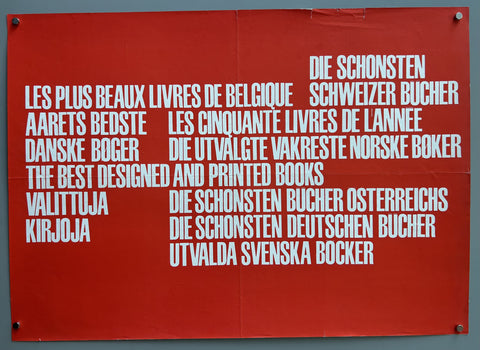 DIE SCHONSTEN
LES PLUS BEAUX LIVRES DE BELGIQUE SCHWEIZER BUCHER
AARETS BEDSTE LES CINQUANTE LIVRES DE LANNEE
DANSKE BØGER DIE UTVALGTE VAKRESTE NORSKE BØKER
THE BEST DESIGNED AND PRINTED BOOKS
VALITTUJA DIE SCHONSTEN BUCHER OSTERREICHS
KIRJOJA DIE SCHONSTEN DEUTSCHEN BUCHER
UTVALDA SVENSKA BOCKER